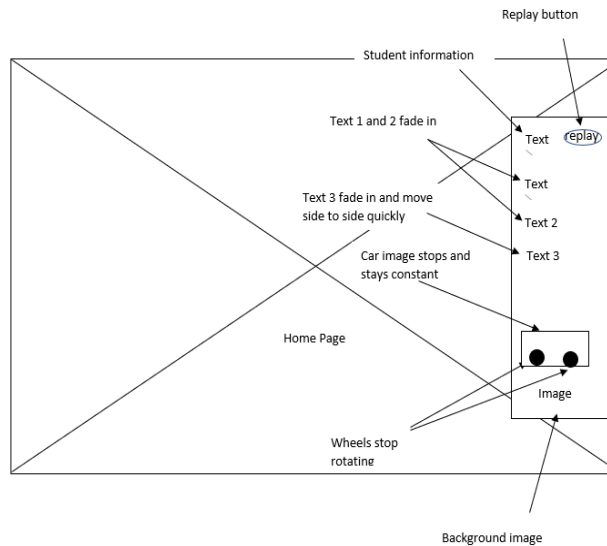 Replay button
Student information
Text
replay
Text 1 and 2 fade in
Text
Text 3 fade in and move
side to side quickly
Text 2
Car image stops and
stays constant
Text 3
Home Page
Image
Wheels stop
rotating
Background image